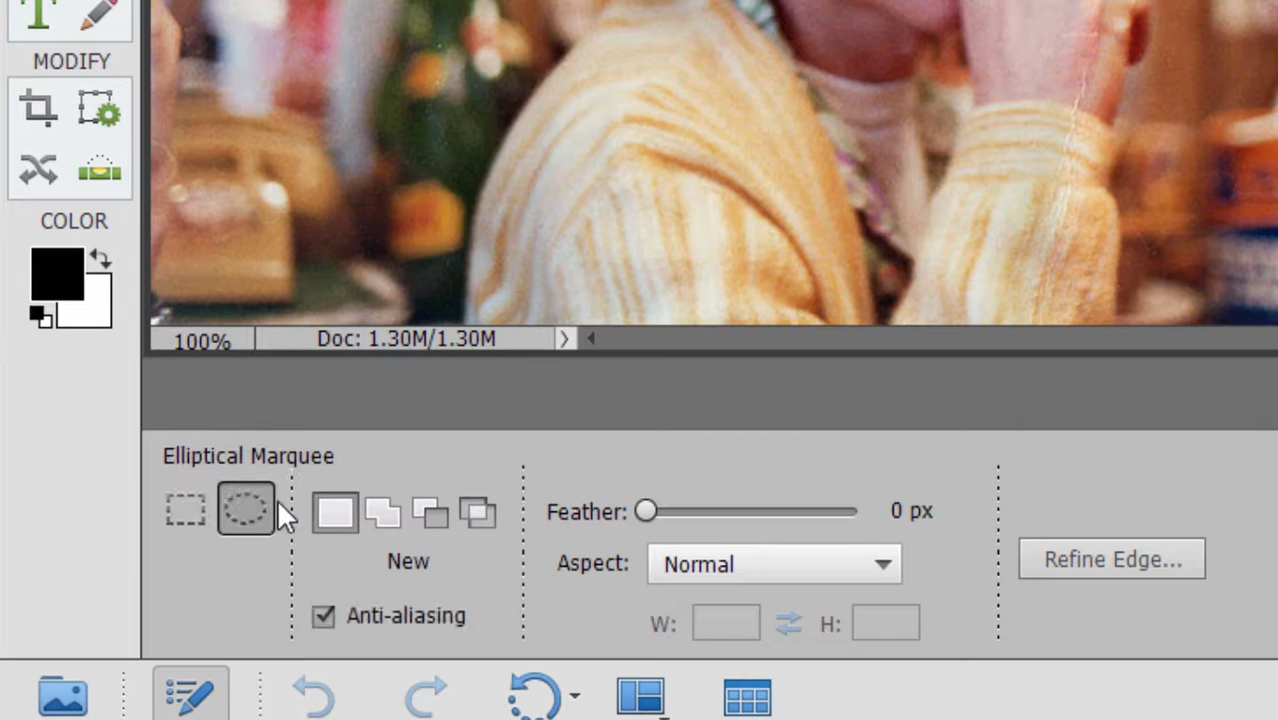 MODIFY
COLOR
100%
Doc: 1.30M/1.30M
Elliptical Marquee
New
Anti-aliasing
Feather:
0 px
Aspect:
Normal
W:
H:
Refine Edge...